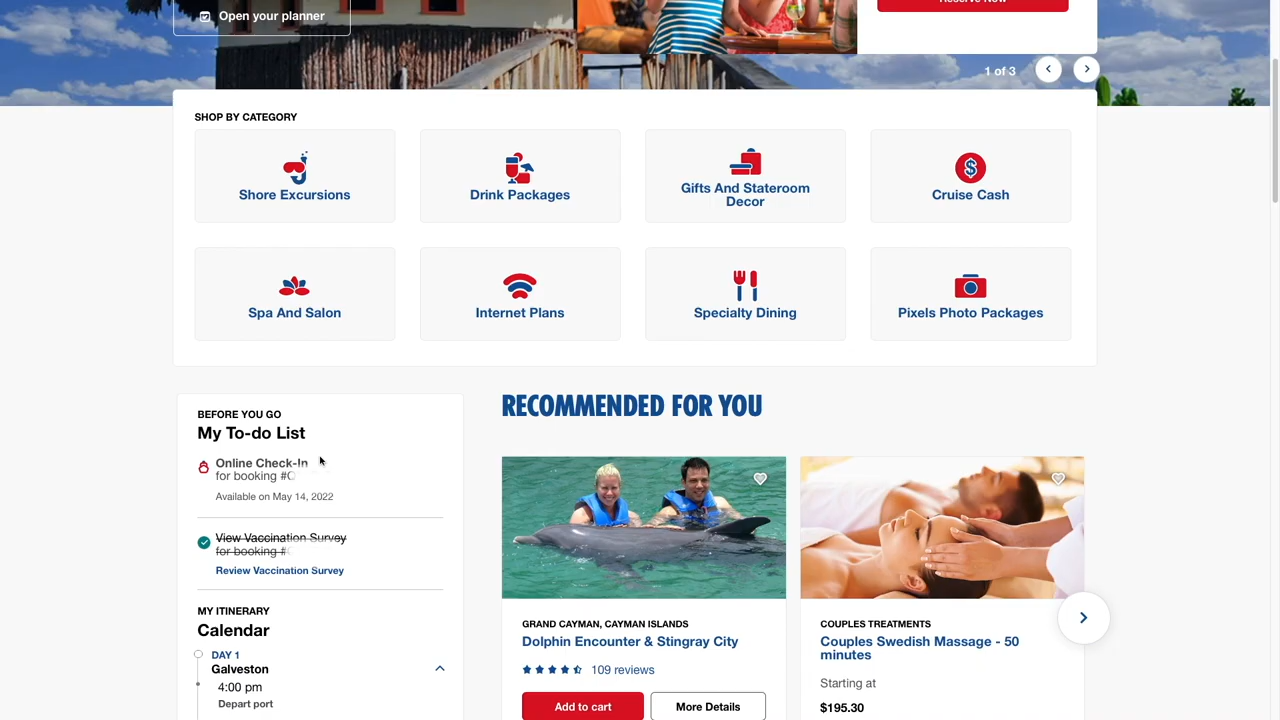 Open your planner
1 of 3
SHOP BY CATEGORY
Shore Excursions
Drink Packages
Gifts And Stateroom
Decor
Cruise Cash
Spa And Salon
Internet Plans
Specialty Dining
Pixels Photo Packages
BEFORE YOU GO
My To-do List
Online Check-In
for booking #
Available on May 14, 2022
View Vaccination Survey
for booking #
Review Vaccination Survey
MY ITINERARY
Calendar
DAY 1
Galveston
4:00 pm
Depart port
RECOMMENDED FOR YOU
GRAND CAYMAN, CAYMAN ISLANDS
Dolphin Encounter & Stingray City
109 reviews
Add to cart
More Details
COUPLES TREATMENTS
Couples Swedish Massage - 50
minutes
Starting at
$195.30